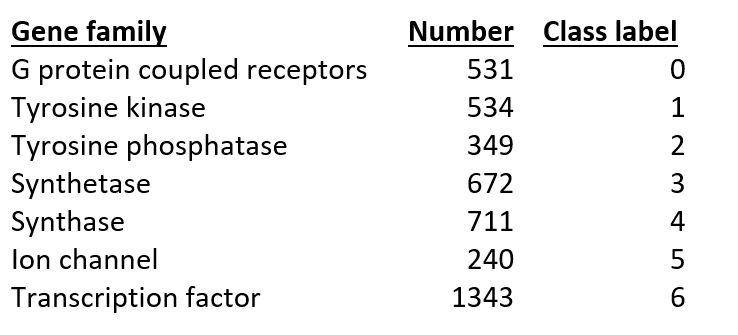 Gene family Number Class label
G protein coupled receptors 531 0
Tyrosine kinase 534 1
Tyrosine phosphatase 349 2
Synthetase 672 3
Synthase 711 4
Ion channel 240 5
Transcription factor 1343 6